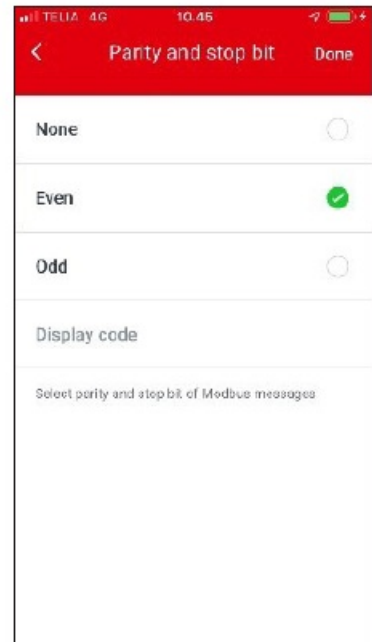 TELIA 4G 10.45
Parity and stop bit Done
None
Even
Odd
Display code
Select parity and stop bit of Modbus messages